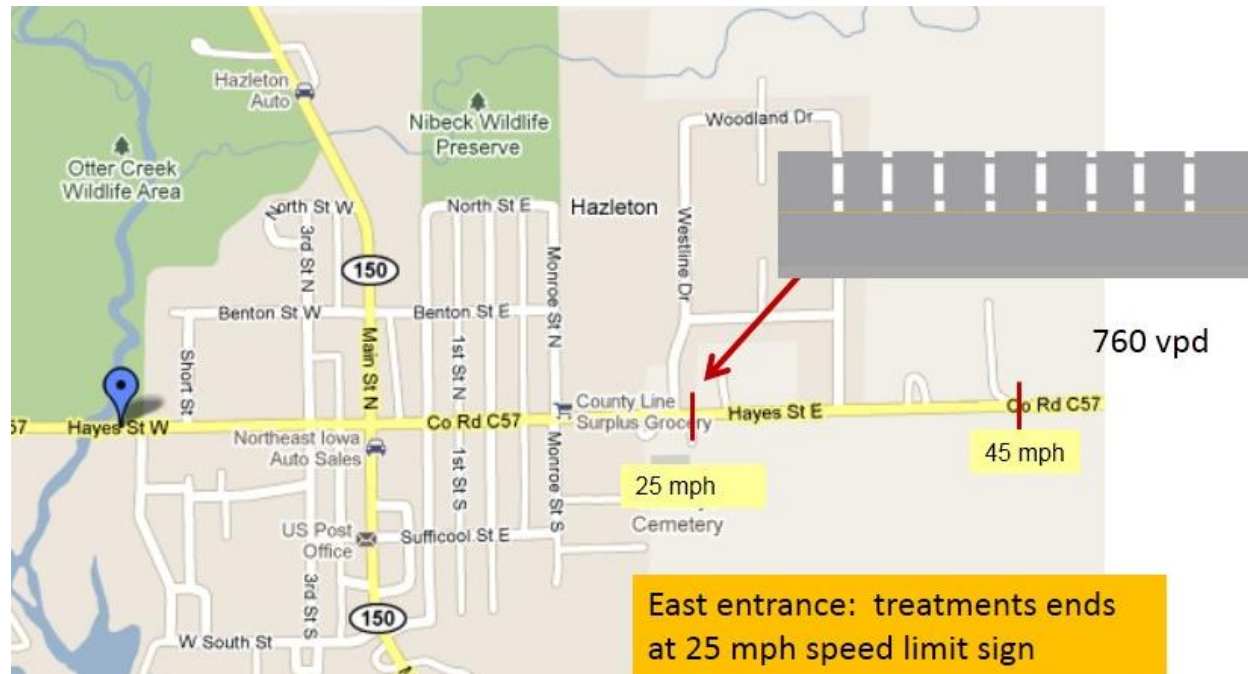 Hazleton
Auto
Nibeck Wildlife
Preserve
Woodland Dr
Otter Creek
Wildlife Area
North St E
Hazleton
3rd St N
Westline Dr
Monroe St N
150
Benton St W
Benton St E
Main St N
1st St N
Short St
760 vpd
57
Hayes St W
Co Rd C57
County Line
Surplus Grocery
Hayes St E
Co Rd C57
Northeast Iowa
Auto Sales
1st St S
Monroe St S
25 mph
45 mph
Cemetery
US Post
Office
Sufficool St E
3rd St S
150
W South St
East entrance: treatments ends
at 25 mph speed limit sign